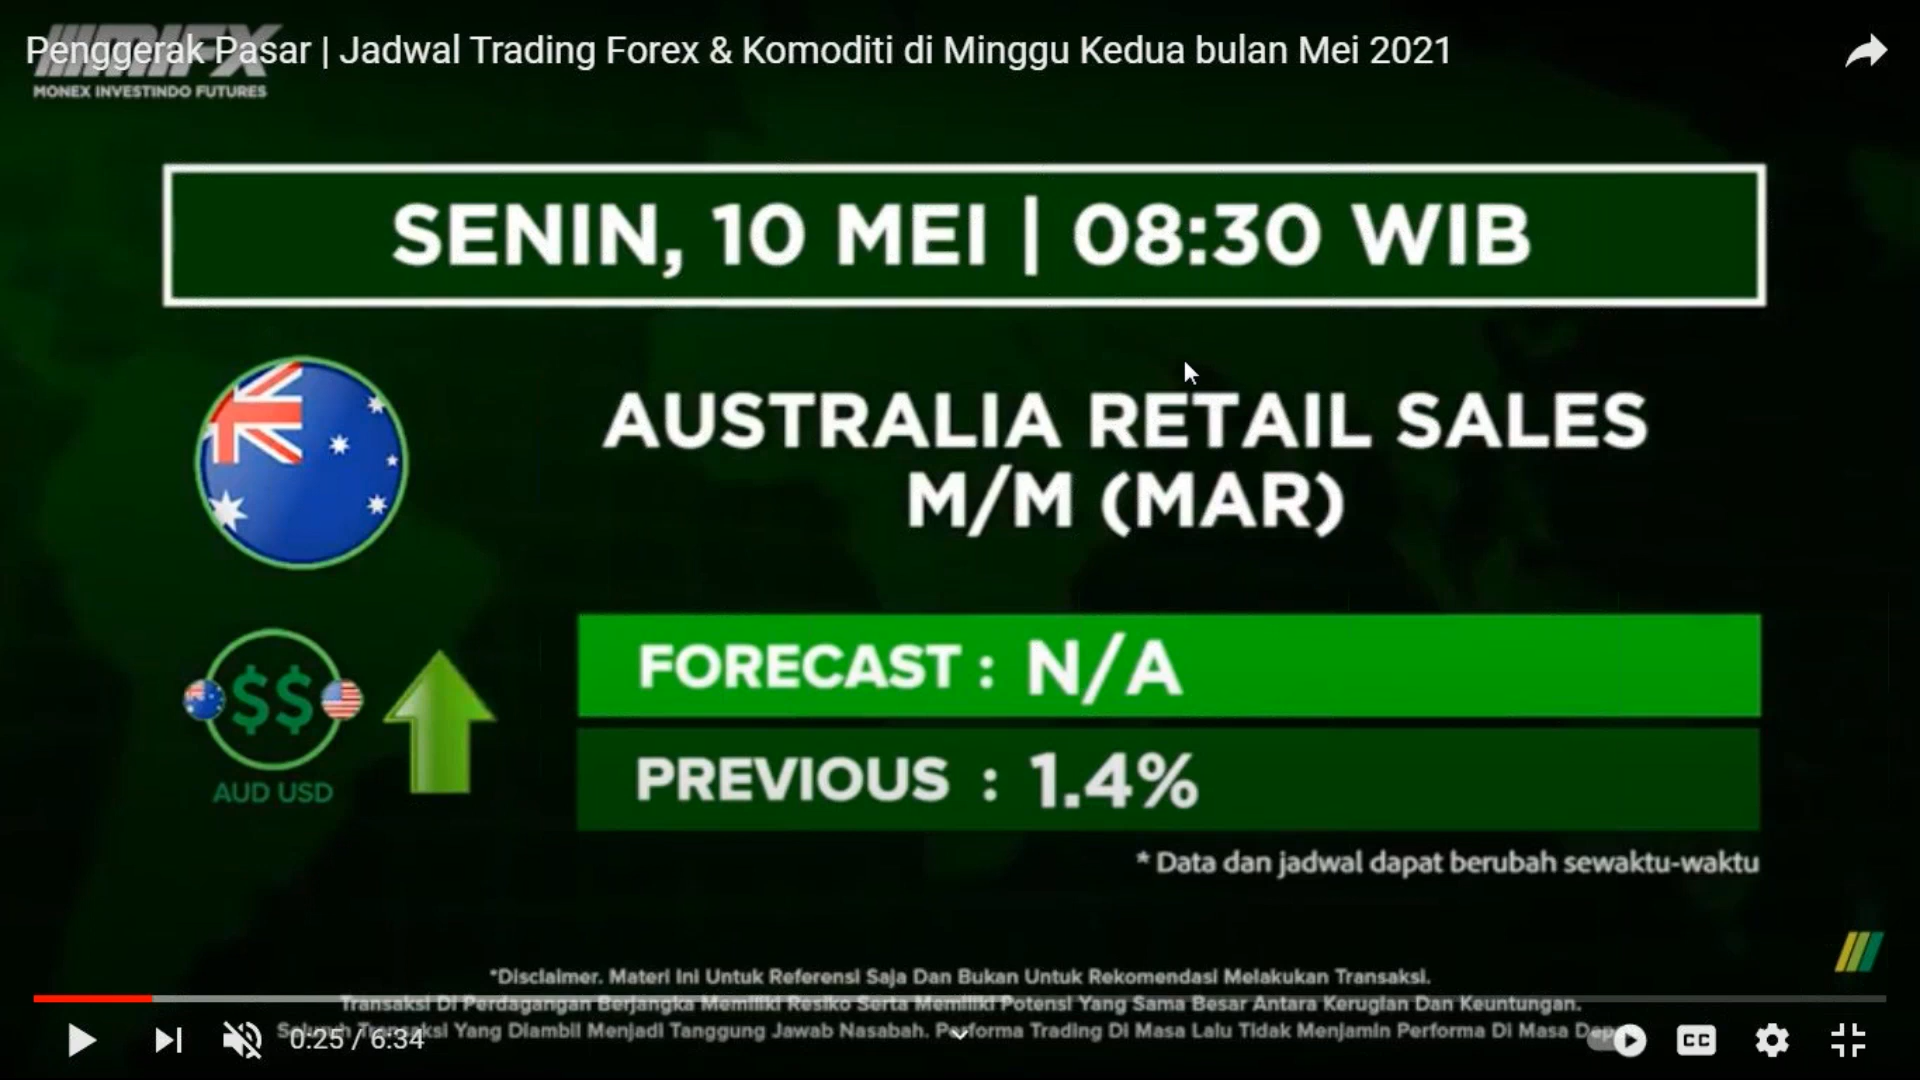 Penggerak Pasar | Jadwal Trading Forex & Komoditi di Minggu Kedua bulan Mei 2021
MIFX
MONEX INVESTINDO FUTURES
SENIN, 10 MEI | 08:30 WIB
AUSTRALIA RETAIL SALES
M/M (MAR)
$$
AUD USD
FORECAST : N/A
PREVIOUS : 1.4%
* Data dan jadwal dapat berubah sewaktu-waktu
*Disclaimer. Materi Ini Untuk Referensi Saja Dan Bukan Untuk Rekomendasi Melakukan Transaksi.
Transaksi Di Perdagangan Berjangka Memiliki Resiko Serta Memiliki Potensi Yang Sama Besar Antara Kerugian Dan Keuntungan.
Yang Diambil Menjadi Tanggung Jawab Nasabah. Performa Trading Di Masa Lalu Tidak Menjamin Performa Di Masa
0:25 / 6:34
CC